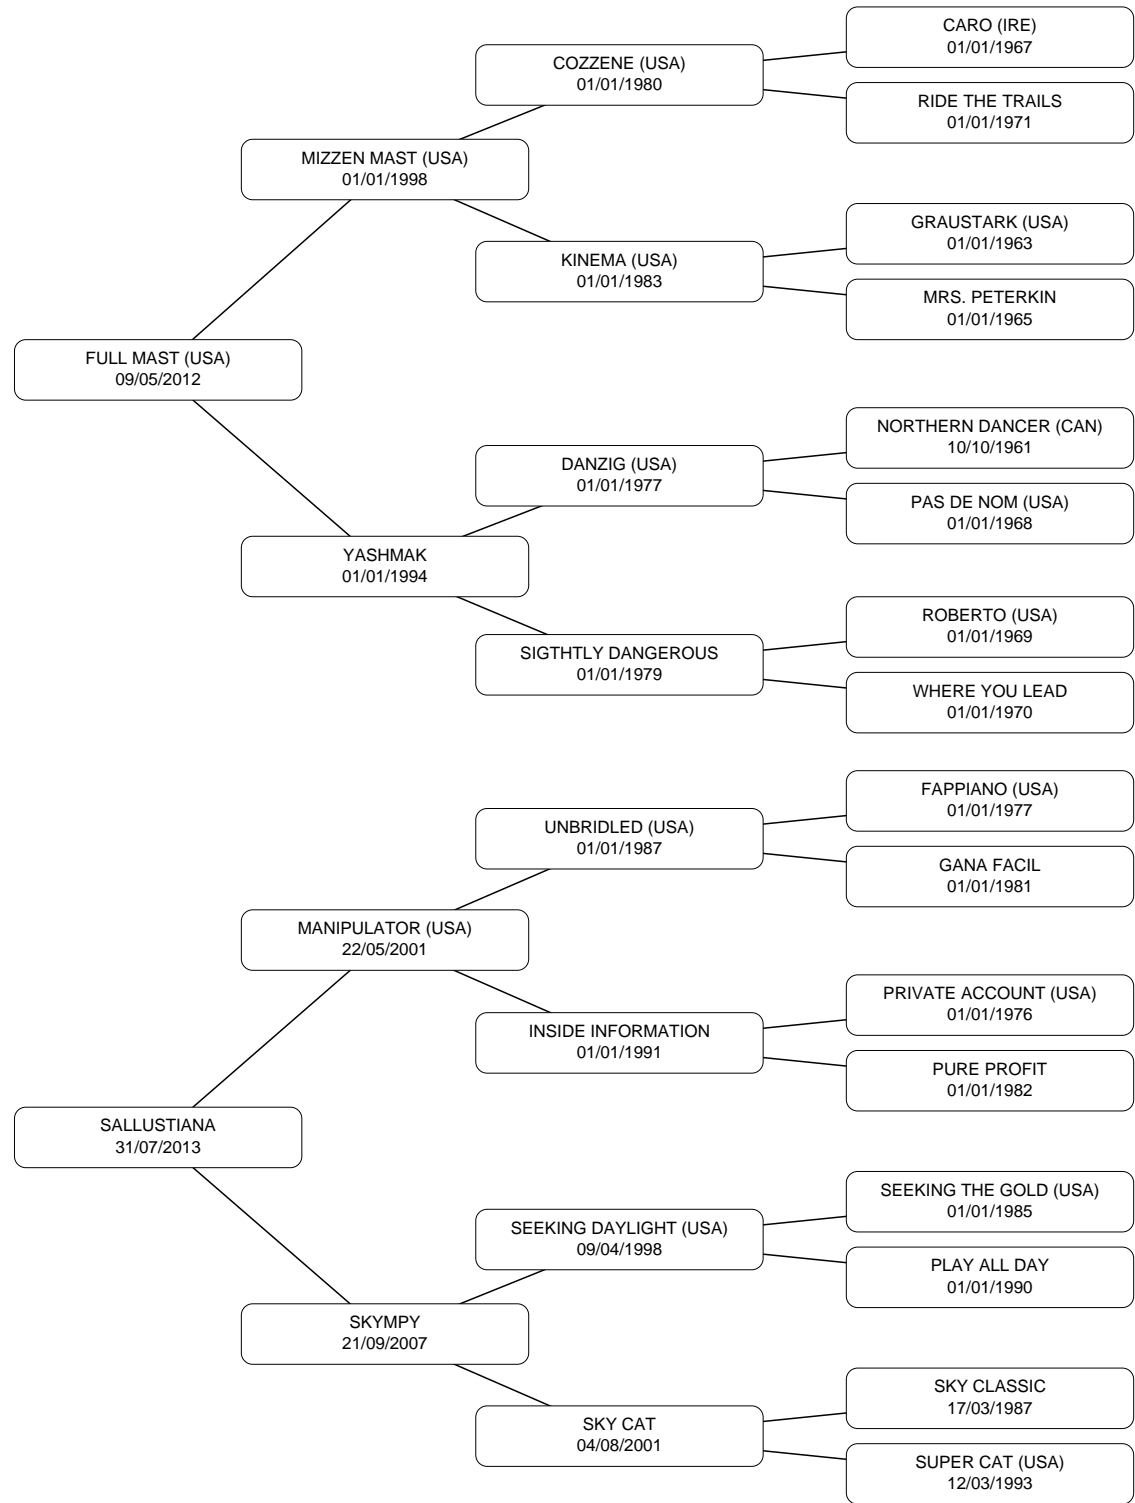 CARO (IRE)
01/01/1967
COZZENE (USA)
01/01/1980
RIDE THE TRAILS
01/01/1971
MIZZEN MAST (USA)
01/01/1998
GRAUSTARK (USA)
01/01/1963
KINEMA (USA)
01/01/1983
MRS. PETERKIN
01/01/1965
FULL MAST (USA)
09/05/2012
NORTHERN DANCER (CAN)
10/10/1961
DANZIG (USA)
01/01/1977
PAS DE NOM (USA)
01/01/1968
YASHMAK
01/01/1994
ROBERTO (USA)
01/01/1969
SIGTHTLY DANGEROUS
01/01/1979
WHERE YOU LEAD
01/01/1970
FAPPIANO (USA)
01/01/1977
UNBRIDLED (USA)
01/01/1987
GANA FACIL
01/01/1981
MANIPULATOR (USA)
22/05/2001
PRIVATE ACCOUNT (USA)
01/01/1976
INSIDE INFORMATION
01/01/1991
PURE PROFIT
01/01/1982
SALLUSTIANA
31/07/2013
SEEKING THE GOLD (USA)
01/01/1985
SEEKING DAYLIGHT (USA)
09/04/1998
PLAY ALL DAY
01/01/1990
SKYMPY
21/09/2007
SKY CLASSIC
17/03/1987
SKY CAT
04/08/2001
SUPER CAT (USA)
12/03/1993